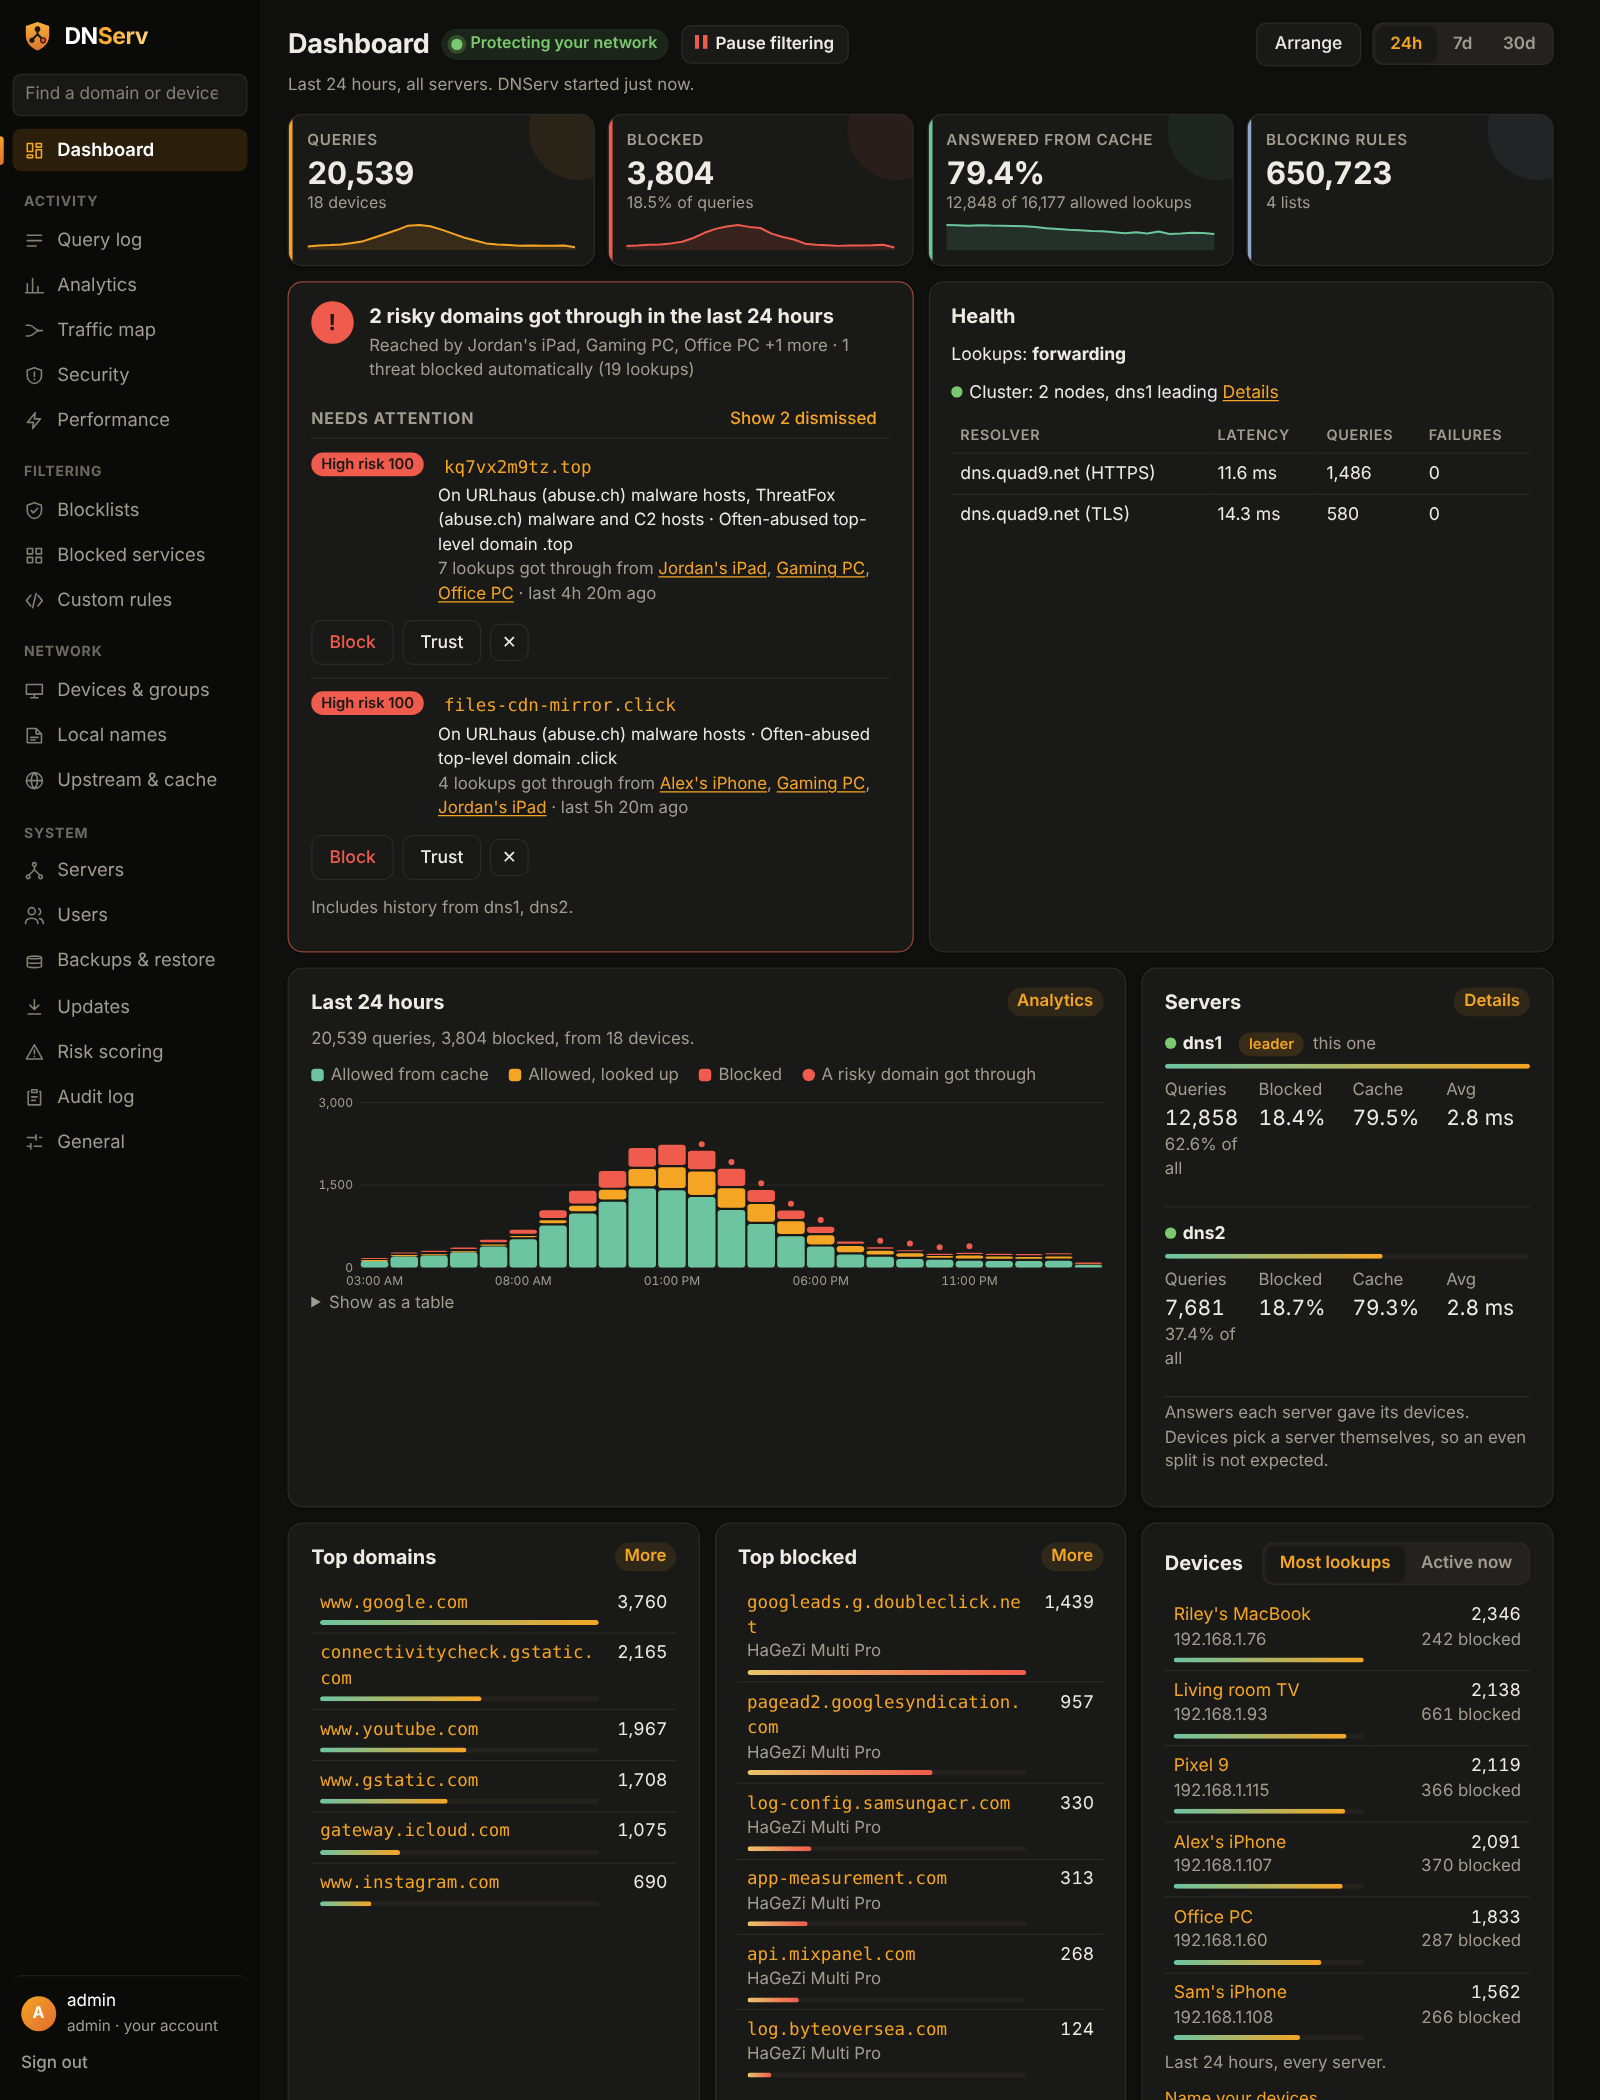 DNServ
Find a domain or device
Dashboard
ACTIVITY
Query log
Analytics
Traffic map
Security
Performance
FILTERING
Blocklists
Blocked services
Custom rules
NETWORK
Devices & groups
Local names
Upstream & cache
SYSTEM
Servers
Users
Backups & restore
Updates
Risk scoring
Audit log
General
A
admin
admin · your account
Sign out
Dashboard
Protecting your network
Pause filtering
Arrange
24h
7d
30d
Last 24 hours, all servers. DNServ started just now.
QUERIES
20,539
18 devices
BLOCKED
3,804
18.5% of queries
ANSWERED FROM CACHE
79.4%
12,848 of 16,177 allowed lookups
BLOCKING RULES
650,723
4 lists
!
2 risky domains got through in the last 24 hours
Reached by Jordan's iPad, Gaming PC, Office PC +1 more · 1
threat blocked automatically (19 lookups)
NEEDS ATTENTION
Show 2 dismissed
High risk 100
kq7vx2m9tz.top
On URLhaus (abuse.ch) malware hosts, ThreatFox
(abuse.ch) malware and C2 hosts · Often-abused top-
level domain .top
7 lookups got through from Jordan's iPad, Gaming PC,
Office PC · last 4h 20m ago
Block
Trust
✕
High risk 100
files-cdn-mirror.click
On URLhaus (abuse.ch) malware hosts · Often-abused
top-level domain .click
4 lookups got through from Alex's iPhone, Gaming PC,
Jordan's iPad · last 5h 20m ago
Block
Trust
✕
Includes history from dns1, dns2.
Health
Lookups: forwarding
Cluster: 2 nodes, dns1 leading Details
RESOLVER LATENCY QUERIES FAILURES
dns.quad9.net (HTTPS) 11.6 ms 1,486 0
dns.quad9.net (TLS) 14.3 ms 580 0
Last 24 hours
Analytics
20,539 queries, 3,804 blocked, from 18 devices.
Allowed from cache
Allowed, looked up
Blocked
A risky domain got through
3,000
1,500
0
03:00 AM
08:00 AM
01:00 PM
06:00 PM
11:00 PM
Show as a table
Servers
Details
dns1
leader
this one
Queries Blocked Cache Avg
12,858 18.4% 79.5% 2.8 ms
62.6% of
all
dns2
Queries Blocked Cache Avg
7,681 18.7% 79.3% 2.8 ms
37.4% of
all
Answers each server gave its devices.
Devices pick a server themselves, so an even
split is not expected.
Top domains
More
www.google.com 3,760
connectivitycheck.gstatic. 2,165
com
www.youtube.com 1,967
www.gstatic.com 1,708
gateway.icloud.com 1,075
www.instagram.com 690
Top blocked
More
googleads.g.doubleclick.ne 1,439
t
HaGeZi Multi Pro
pagead2.googlesyndication. 957
com
HaGeZi Multi Pro
log-config.samsungacr.com 330
HaGeZi Multi Pro
app-measurement.com 313
HaGeZi Multi Pro
api.mixpanel.com 268
HaGeZi Multi Pro
log.byteoversea.com 124
HaGeZi Multi Pro
Devices
Most lookups
Active now
Riley's MacBook 2,346
192.168.1.76 242 blocked
Living room TV 2,138
192.168.1.93 661 blocked
Pixel 9 2,119
192.168.1.115 366 blocked
Alex's iPhone 2,091
192.168.1.107 370 blocked
Office PC 1,833
192.168.1.60 287 blocked
Sam's iPhone 1,562
192.168.1.108 266 blocked
Last 24 hours, every server.
Name your devices